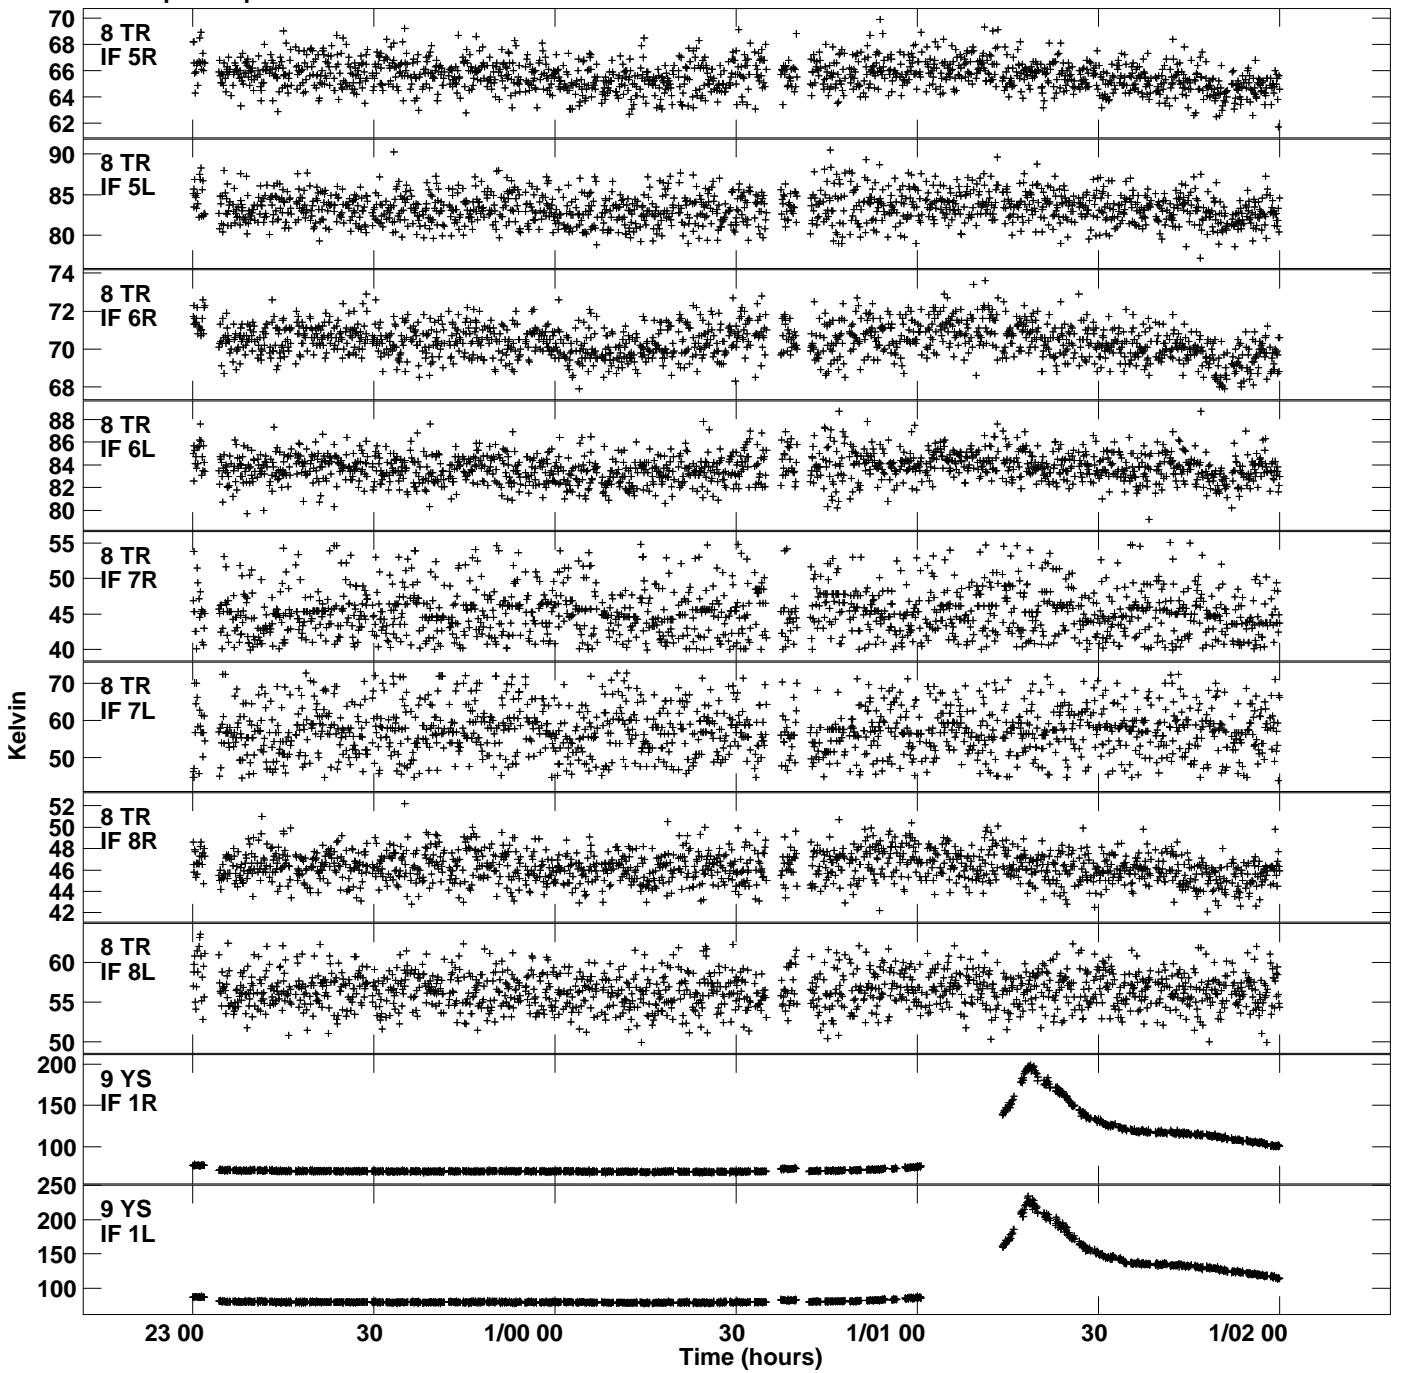 70
68
66
64
62
8 TR
IF 5R
90
85
80
8 TR
IF 5L
74
72
70
68
8 TR
IF 6R
88
86
84
82
80
8 TR
IF 6L
55
50
45
40
8 TR
IF 7R
70
60
50
8 TR
IF 7L
Kelvin
52
50
48
46
44
42
8 TR
IF 8R
60
55
50
8 TR
IF 8L
200
150
100
9 YS
IF 1R
250
200
150
100
9 YS
IF 1L
23 00 30 1/00 00 30 1/01 00 30 1/02 00
Time (hours)